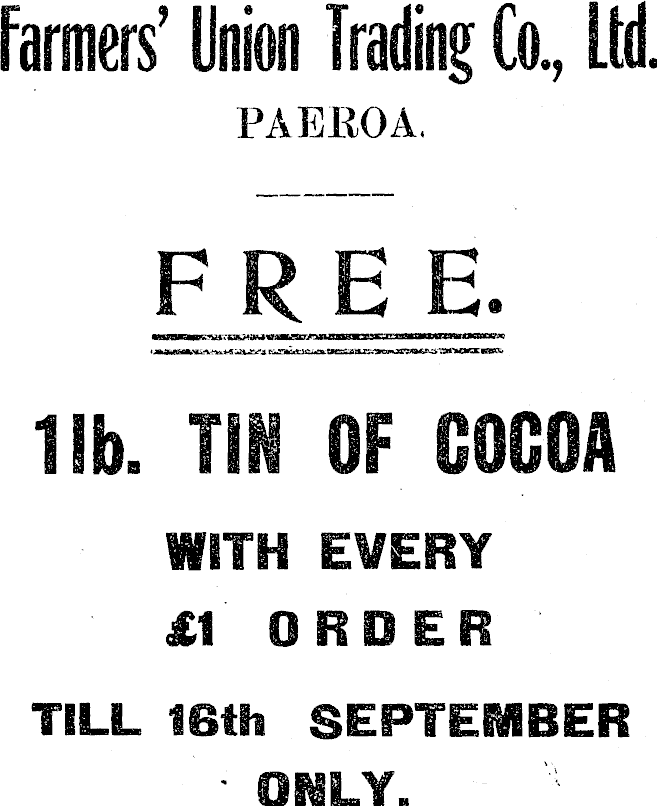 Farmers' Union Trading Co., Ltd.
PAEROA.
FREE.
1lb. TIN OF COCOA
WITH EVERY
£1 ORDER
TILL 16th SEPTEMBER
ONLY.